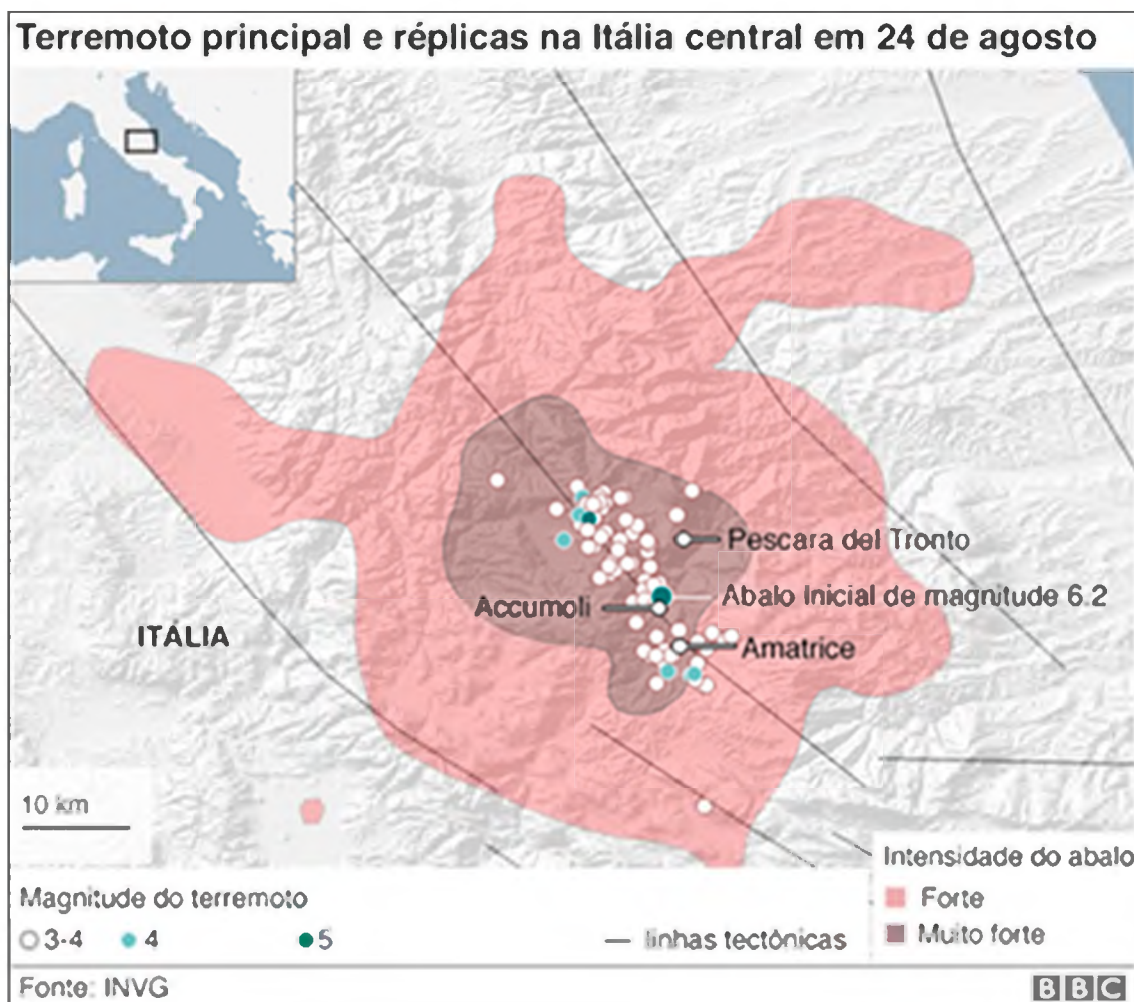 Terremoto principal e réplicas na Itália central em 24 de agosto
Pescara del Tronto
Abalo Inicial de magnitude 6.2
Accumoli
ITÁLIA
Amatrice
10 km
Intensidade do abalo
Forte
Muito forte
Magnitude do terremoto
3-4
4
5
linhas tectônicas
Fonte: INVG
BBC